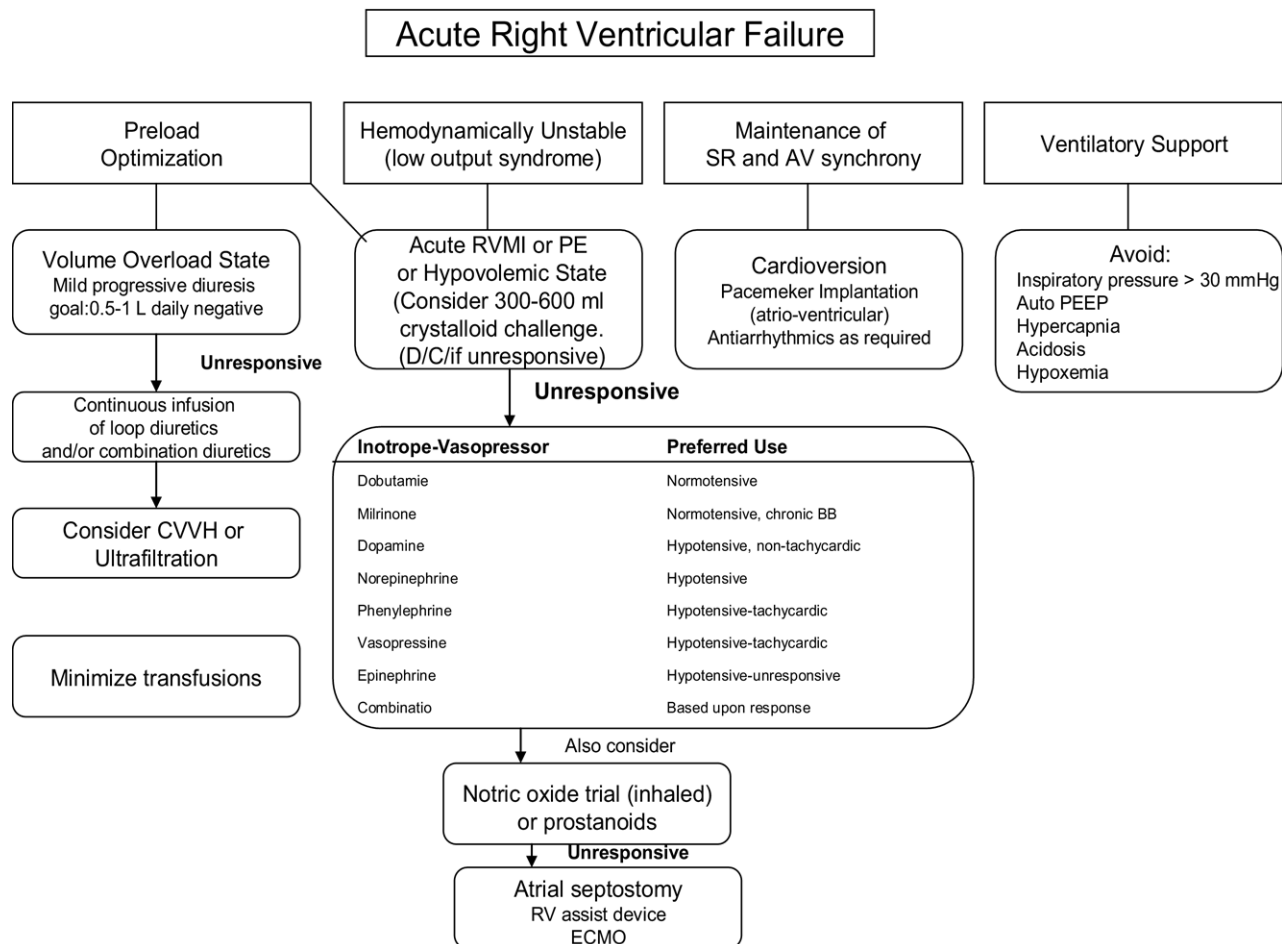 Acute Right Ventricular Failure
Preload
Optimization
Hemodynamically Unstable
(low output syndrome)
Maintenance of
SR and AV synchrony
Ventilatory Support
Volume Overload State
Mild progressive diuresis
goal:0.5-1 L daily negative
Unresponsive
Continuous infusion
of loop diuretics
and/or combination diuretics
Consider CVVH or
Ultrafiltration
Minimize transfusions
Acute RVMI or PE
or Hypovolemic State
(Consider 300-600 ml
crystalloid challenge.
(D/C/if unresponsive)
Unresponsive
Cardioversion
Pacemeker Implantation
(atrio-ventricular)
Antiarrhythmics as required
Avoid:
Inspiratory pressure > 30 mmHg
Auto PEEP
Hypercapnia
Acidosis
Hypoxemia
Inotrope-Vasopressor Preferred Use
Dobutamie Normotensive
Milrinone Normotensive, chronic BB
Dopamine Hypotensive, non-tachycardic
Norepinephrine Hypotensive
Phenylephrine Hypotensive-tachycardic
Vasopressine Hypotensive-tachycardic
Epinephrine Hypotensive-unresponsive
Combinatio Based upon response
Also consider
Notric oxide trial (inhaled)
or prostanoids
Unresponsive
Atrial septostomy
RV assist device
ECMO